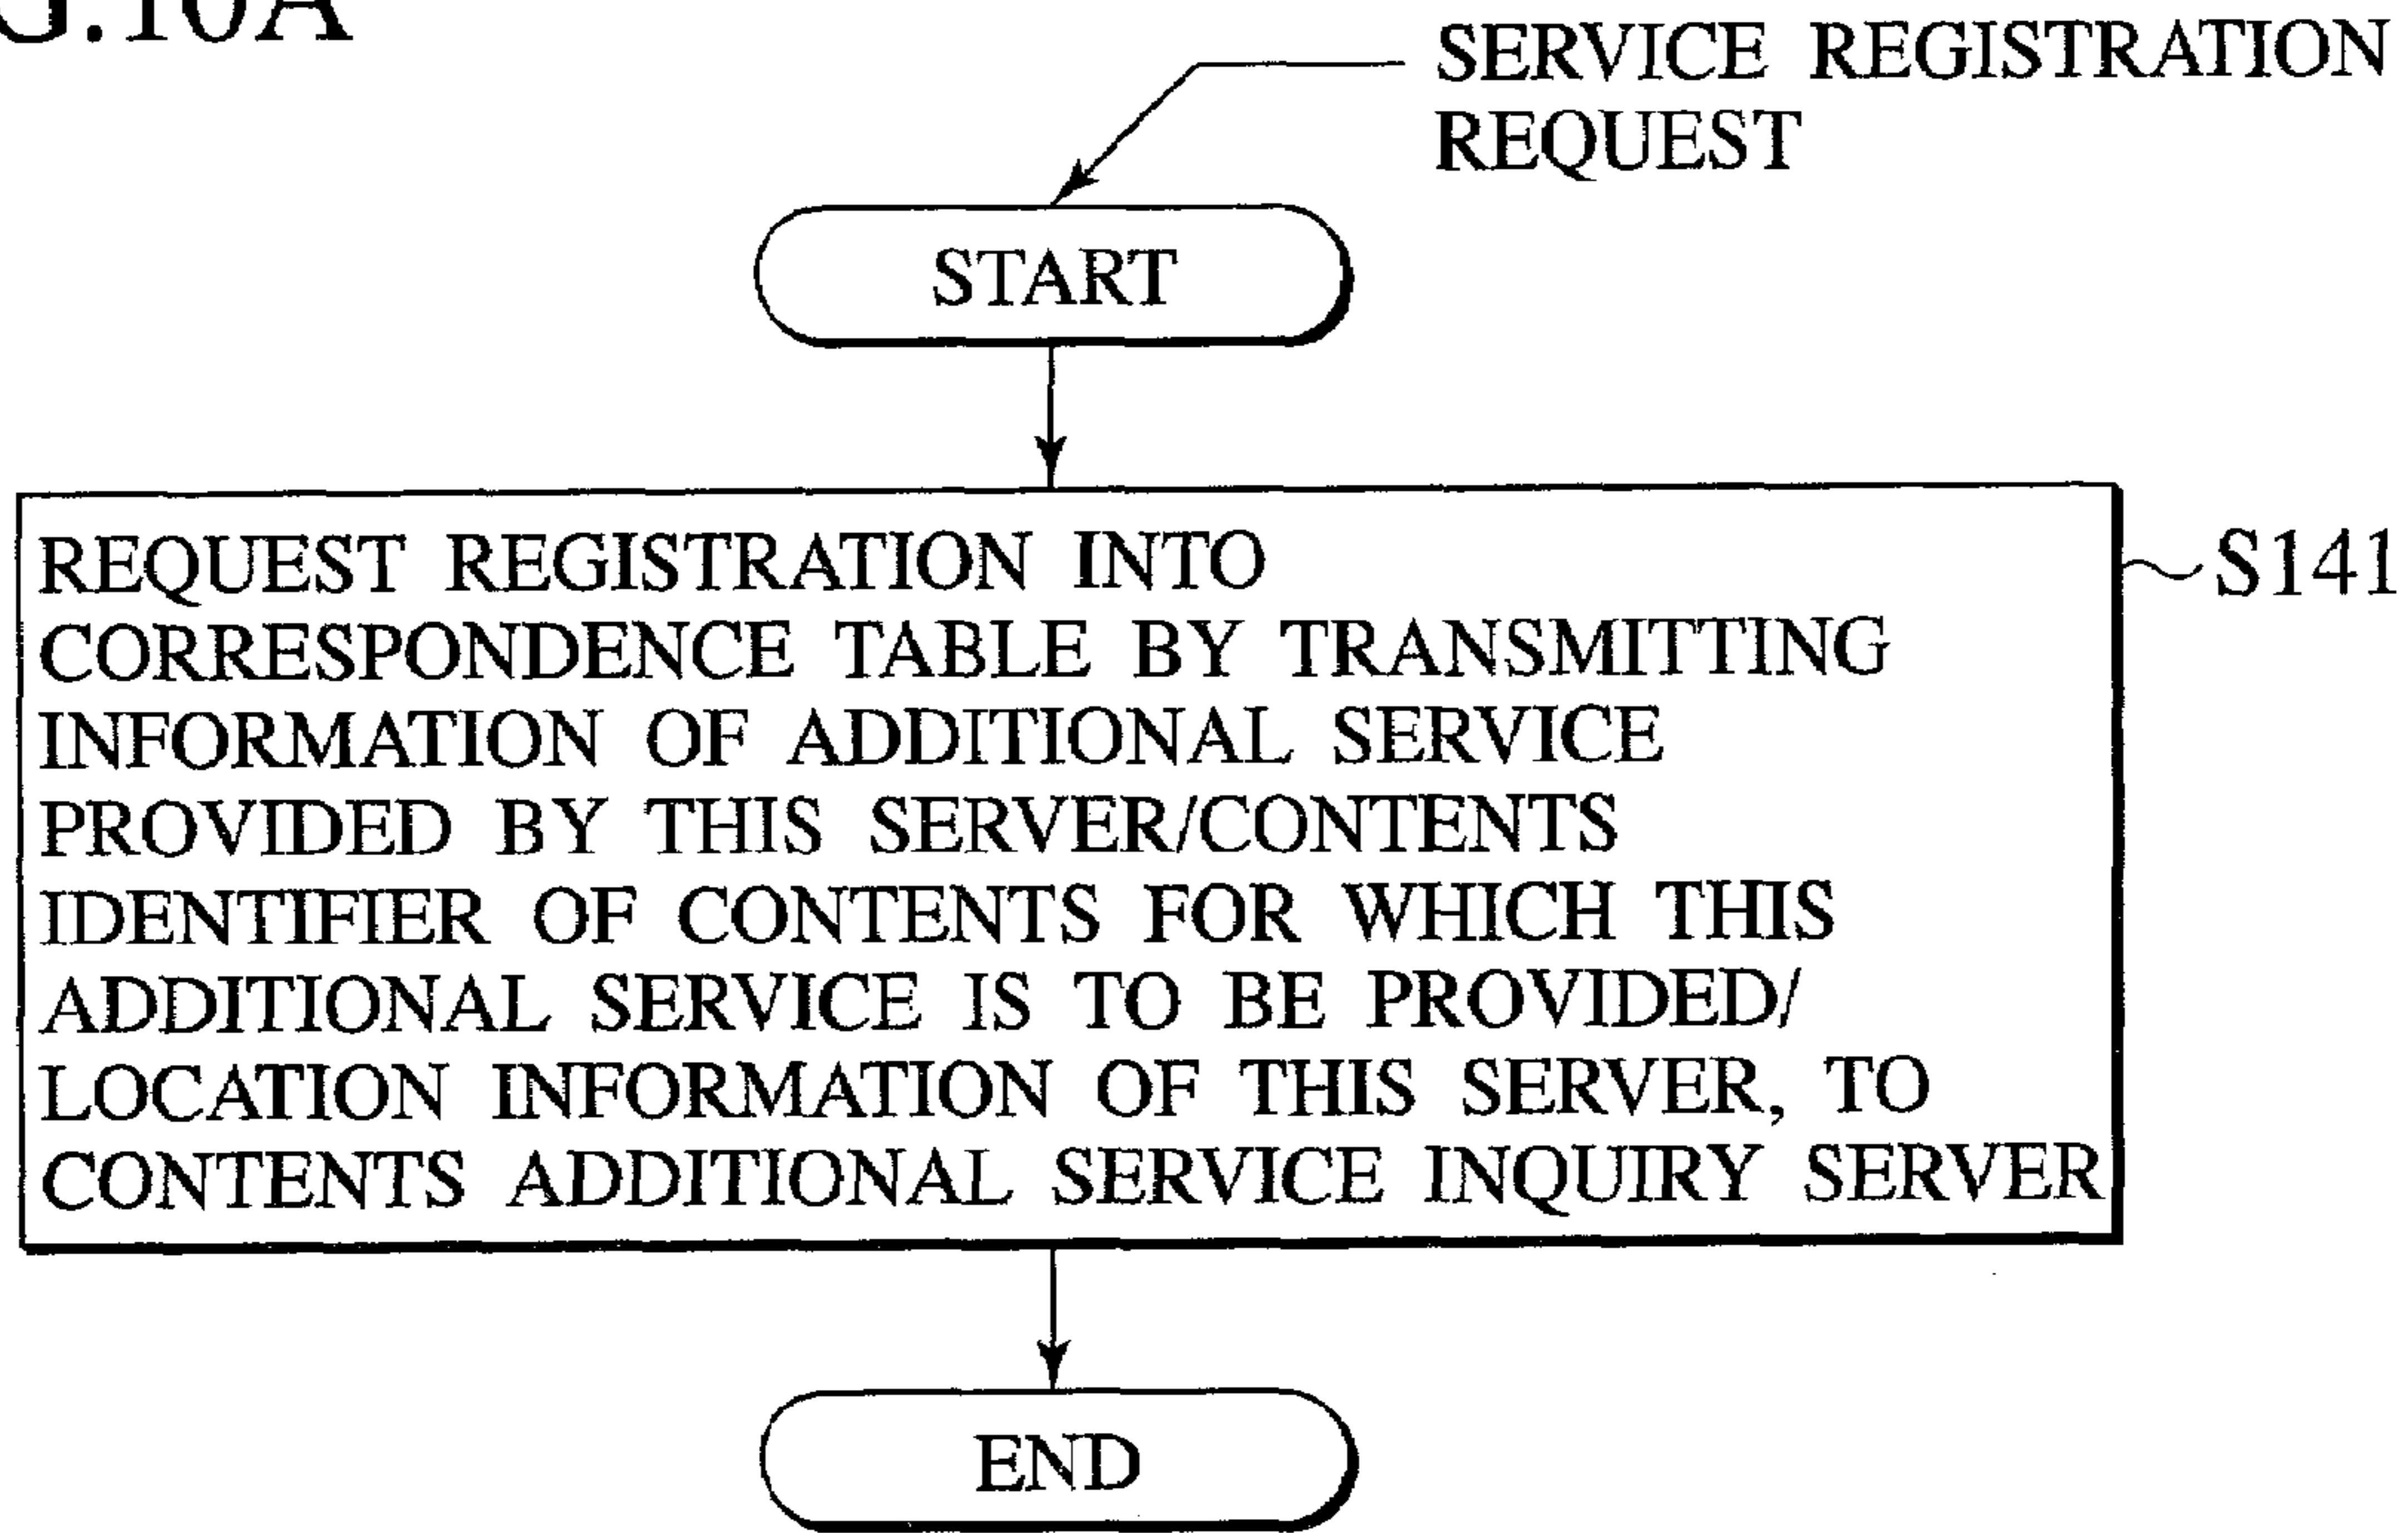 G.10A
SERVICE REGISTRATION
REQUEST
START
REQUEST REGISTRATION INTO
CORRESPONDENCE TABLE BY TRANSMITTING
INFORMATION OF ADDITIONAL SERVICE
PROVIDED BY THIS SERVER/CONTENTS
IDENTIFIER OF CONTENTS FOR WHICH THIS
ADDITIONAL SERVICE IS TO BE PROVIDED/
LOCATION INFORMATION OF THIS SERVER, TO
CONTENTS ADDITIONAL SERVICE INQUIRY SERVER
S141
END